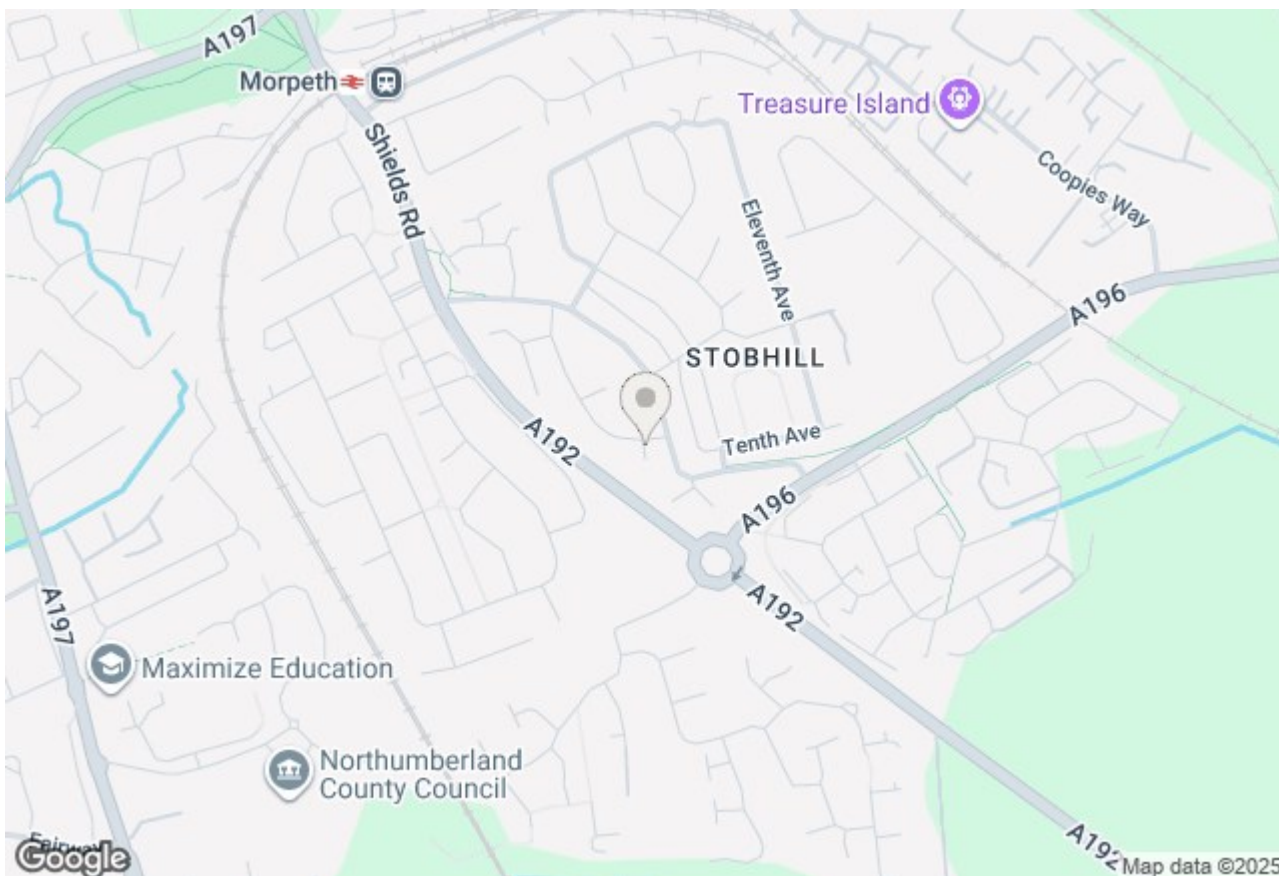 A197
Morpeth
Treasure Island
Shields Rd
Coopies Way
Eleventh Ave
A196
STOBHILL
A192
Tenth Ave
A196
A197
A192
Maximize Education
Northumberland
County Council
Fairway
A192
Google
Map data ©2025